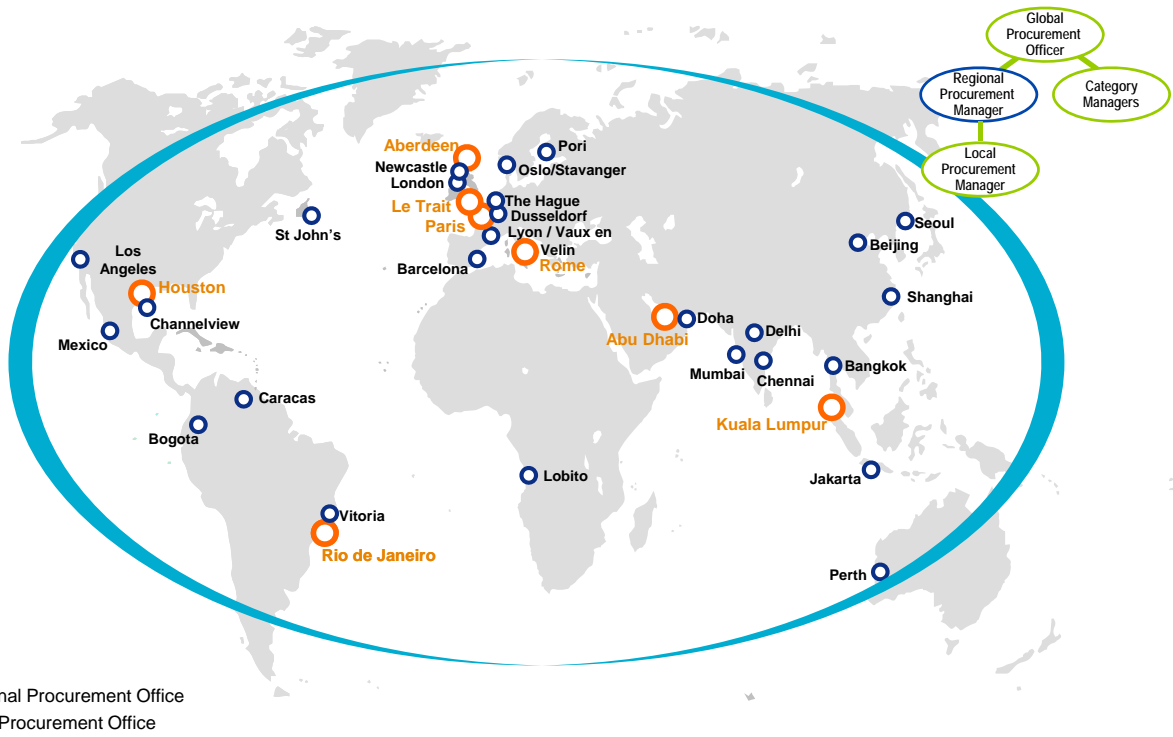 Global
Procurement
Officer
Regional
Procurement
Manager
Category
Managers
Local
Procurement
Manager
Aberdeen
Newcastle
London
Le Trait
Paris
Pori
Oslo/Stavanger
The Hague
Dusseldorf
Lyon / Vaux en
Velin
Rome
Barcelona
St John's
Los
Angeles
Houston
Channelview
Mexico
Caracas
Bogota
Vitoria
Rio de Janeiro
Lobito
Abu Dhabi
Doha
Delhi
Mumbai
Chennai
Bangkok
Kuala Lumpur
Jakarta
Seoul
Beijing
Shanghai
Perth
nal Procurement Office
Procurement Office